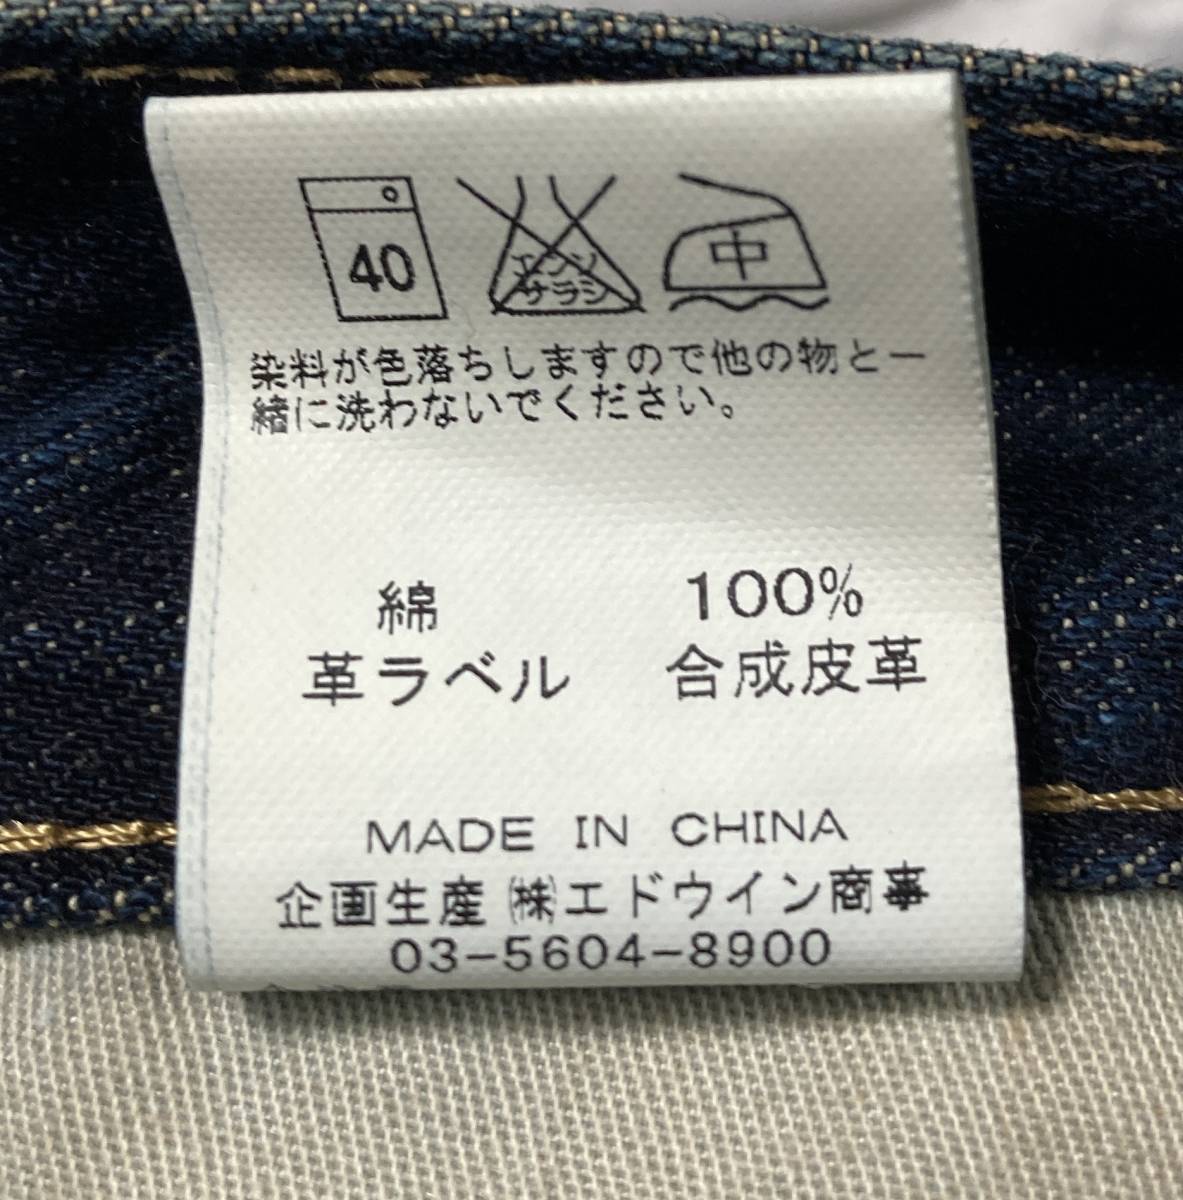 40 エンソサラシ 中
染料が色落ちしますので他の物と一
緒に洗わないでください。
綿 100%
革ラベル 合成皮革
MADE IN CHINA
企画生産 ㈱エドウイン商事
03-5604-8900